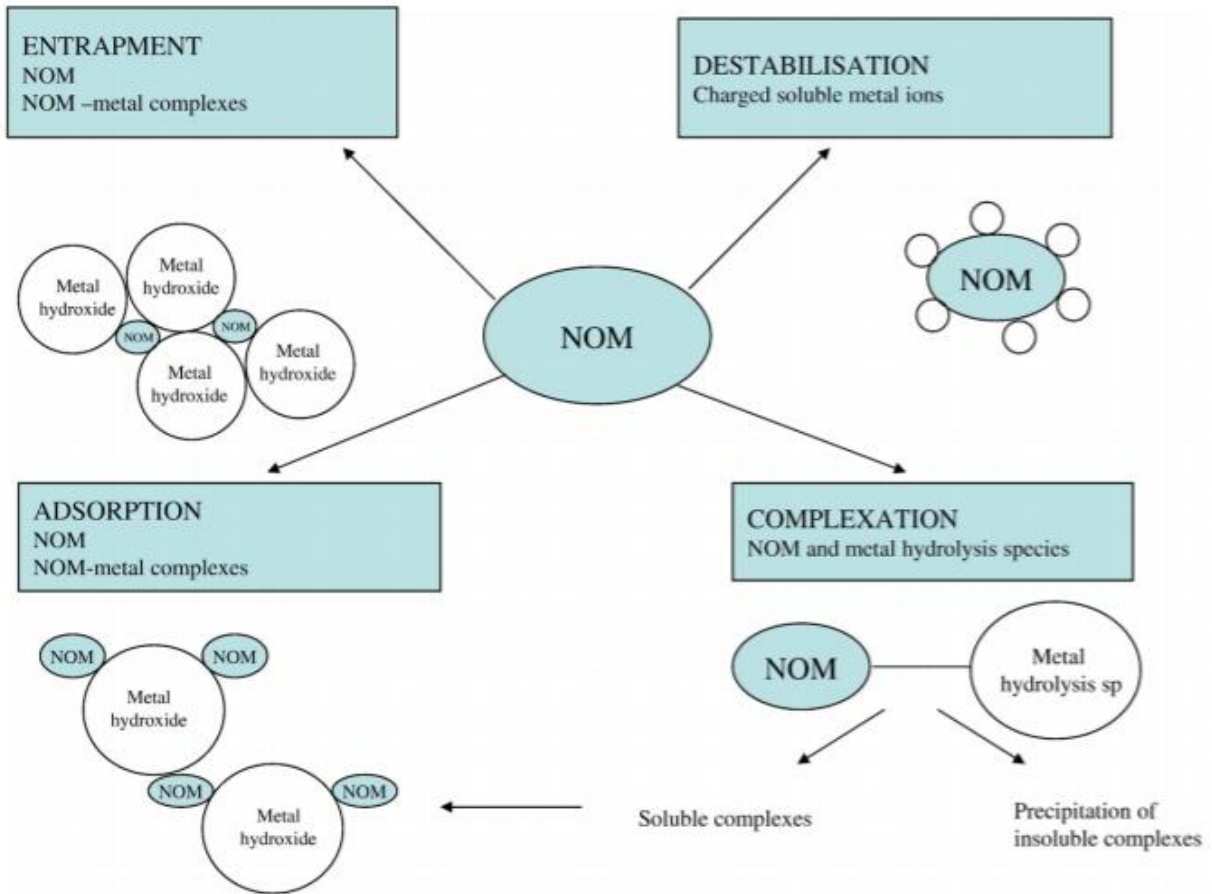 ENTRAPMENT
NOM
NOM –metal complexes
DESTABILISATION
Charged soluble metal ions
Metal
hydroxide
Metal
hydroxide
NOM
NOM
Metal
hydroxide
Metal
hydroxide
NOM
NOM
ADSORPTION
NOM
NOM-metal complexes
COMPLEXATION
NOM and metal hydrolysis species
NOM
NOM
Metal
hydroxide
NOM
NOM
Metal
hydroxide
NOM
Metal
hydrolysis sp
Soluble complexes
Precipitation of
insoluble complexes